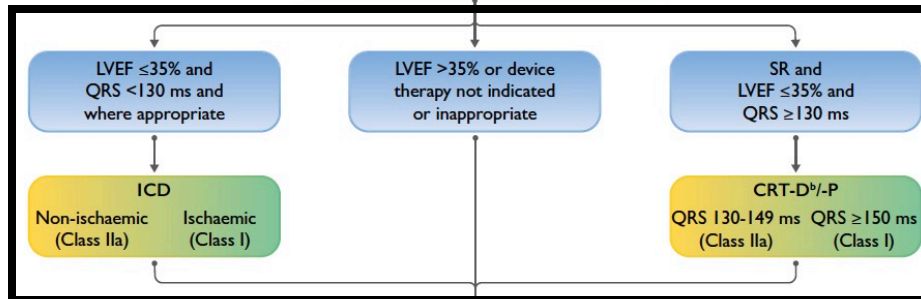 LVEF ≤35% and
QRS <130 ms and
where appropriate
LVEF >35% or device
therapy not indicated
or inappropriate
SR and
LVEF ≤35% and
QRS ≥130 ms
ICD
Non-ischaemic
(Class IIa)
Ischaemic
(Class I)
CRT-Dᵇ/-P
QRS 130-149 ms
(Class IIa)
QRS ≥150 ms
(Class I)